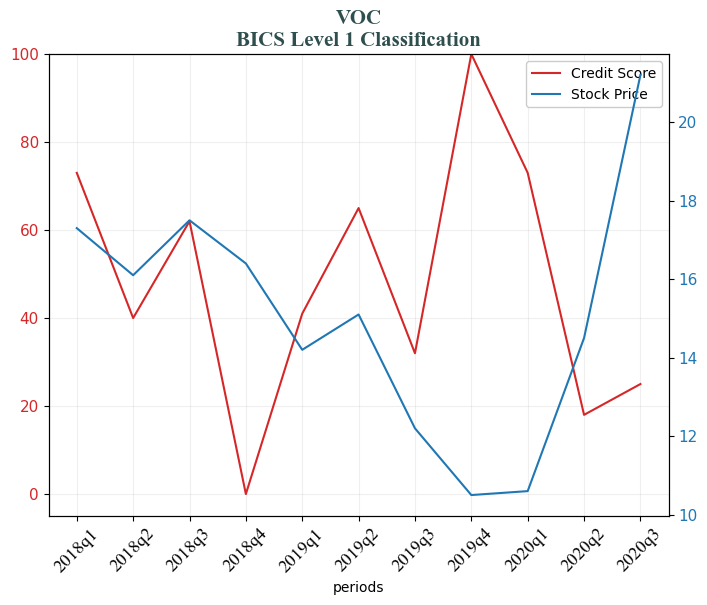 VOC
BICS Level 1 Classification
Credit Score
Stock Price
100
80
60
40
20
0
20
18
16
14
12
10
2018q1
2018q2
2018q3
2018q4
2019q1
2019q2
2019q3
2019q4
2020q1
2020q2
2020q3
periods